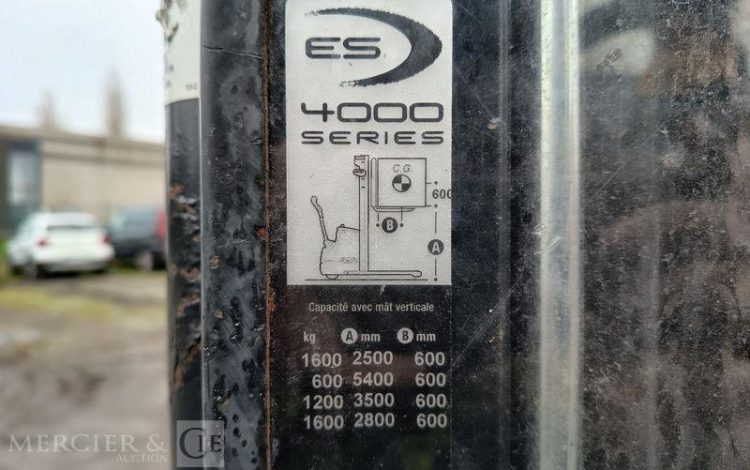 ES
4000
SERIES
C.G.
600
B
A
Capacité avec mât verticale
kg A mm B mm
1600 2500 600
600 5400 600
1200 3500 600
1600 2800 600
MERCIER & CIE
AUCTION